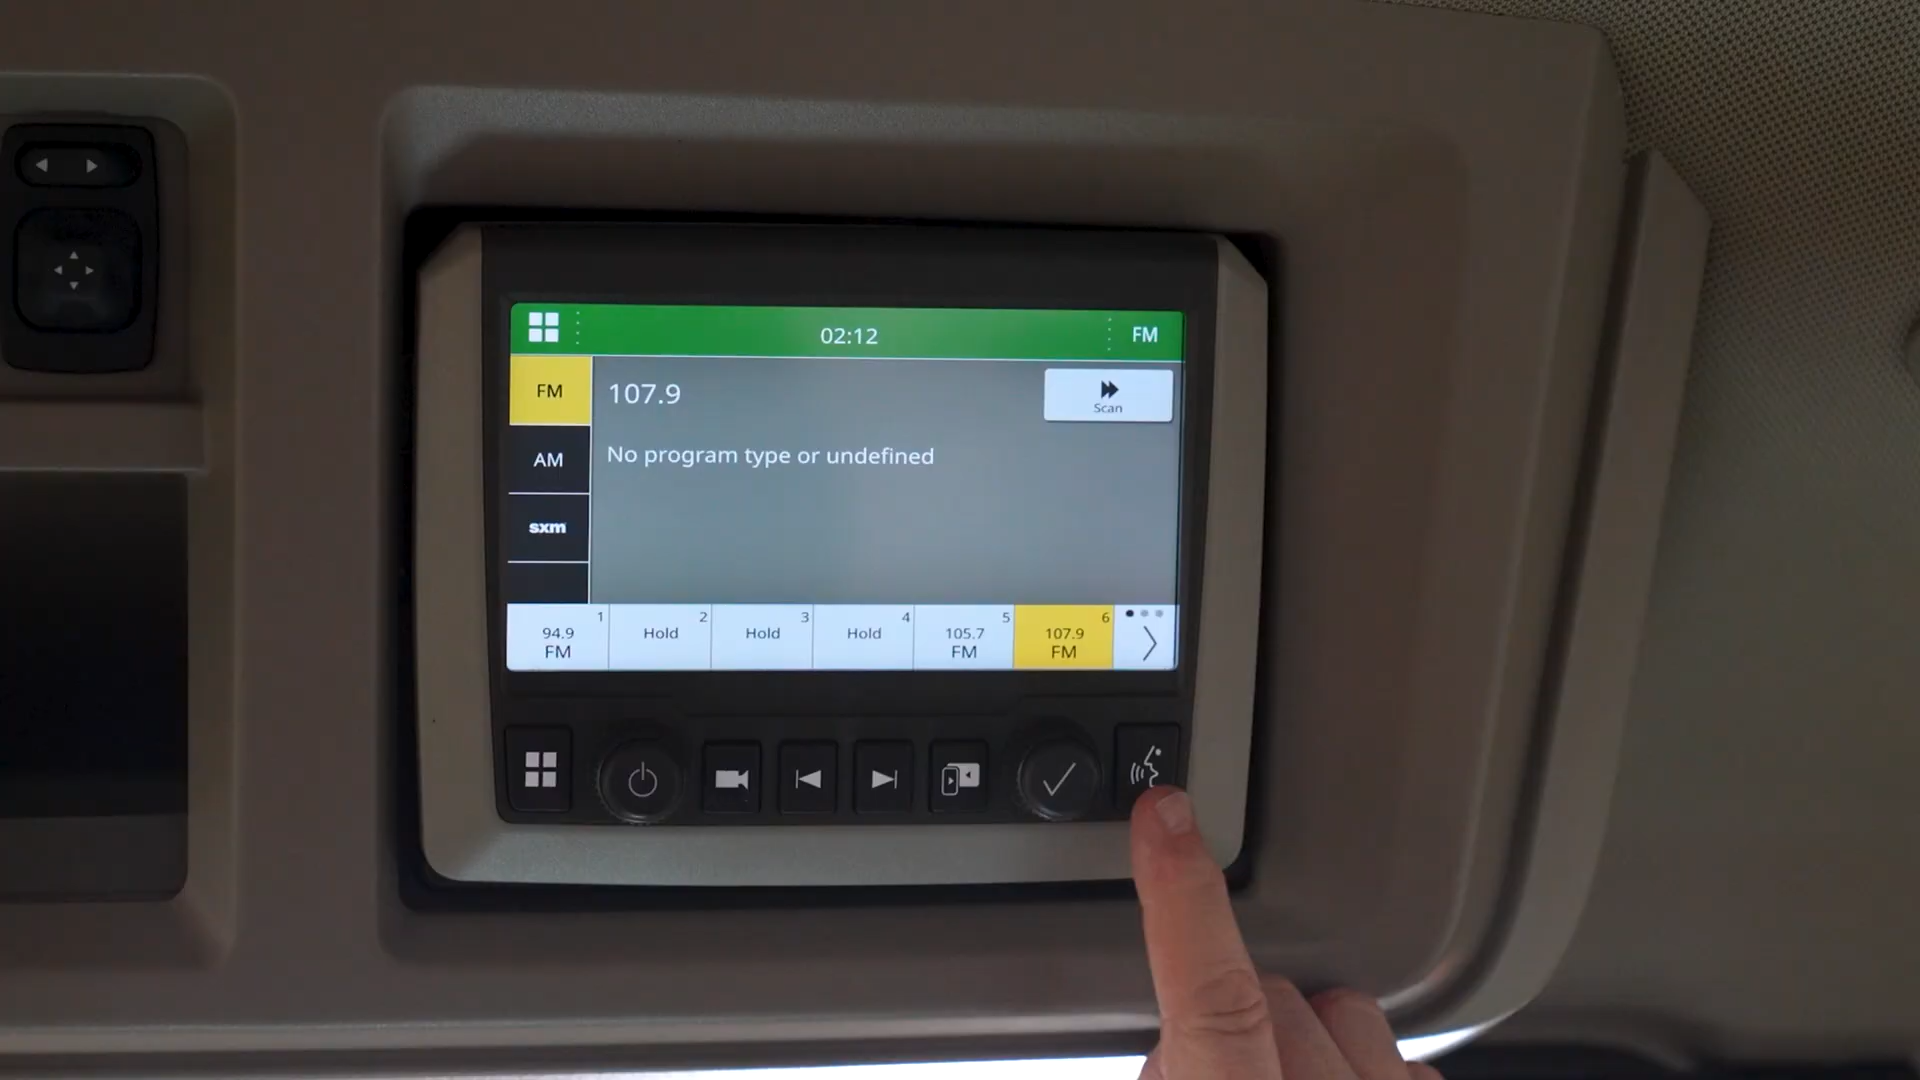 02:12
FM
FM
107.9
Scan
AM
No program type or undefined
sxm
1
94.9
FM
2
Hold
3
Hold
4
Hold
5
105.7
FM
6
107.9
FM